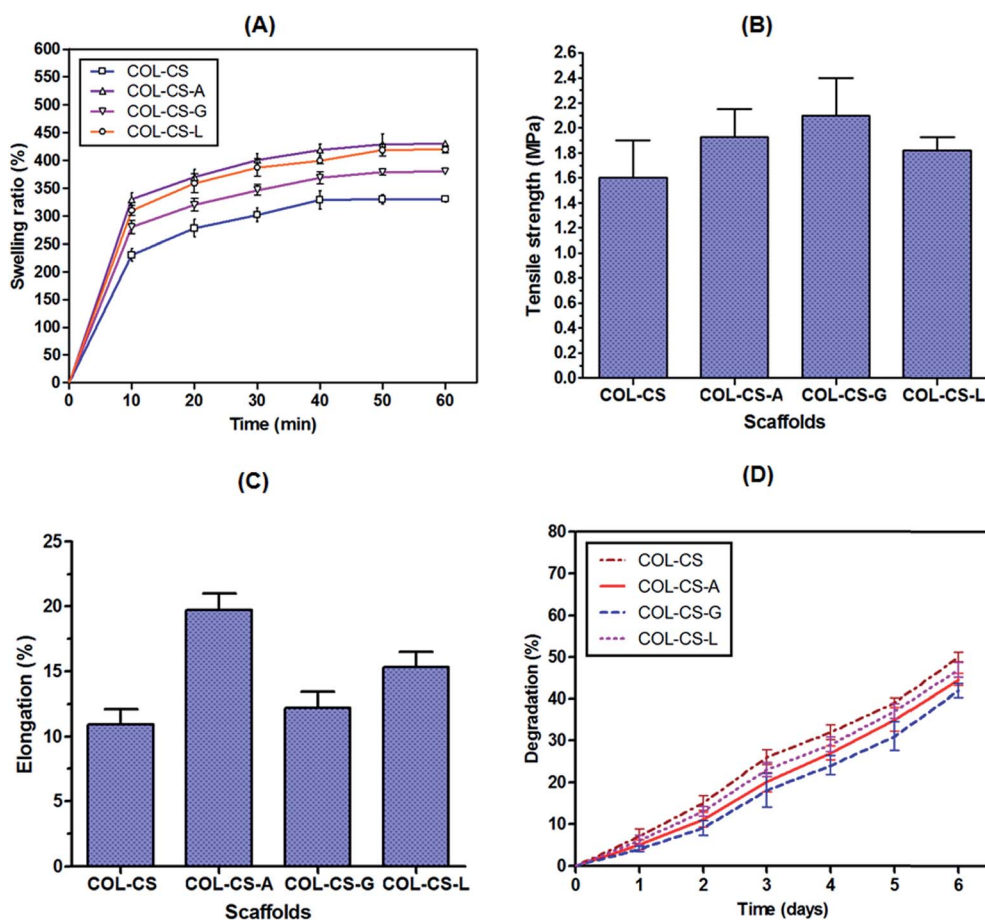 (A)
Swelling ratio (%)
600
550
500
450
400
350
300
250
200
150
100
50
0
COL-CS
COL-CS-A
COL-CS-G
COL-CS-L
0 10 20 30 40 50 60
Time (min)
(B)
Tensile strength (MPa)
2.6
2.4
2.2
2.0
1.8
1.6
1.4
1.2
1.0
0.8
0.6
0.4
0.2
0.0
COL-CS COL-CS-A COL-CS-G COL-CS-L
Scaffolds
(C)
Elongation (%)
25
20
15
10
5
0
COL-CS COL-CS-A COL-CS-G COL-CS-L
Scaffolds
(D)
Degradation (%)
80
70
60
50
40
30
20
10
0
COL-CS
COL-CS-A
COL-CS-G
COL-CS-L
0 1 2 3 4 5 6
Time (days)